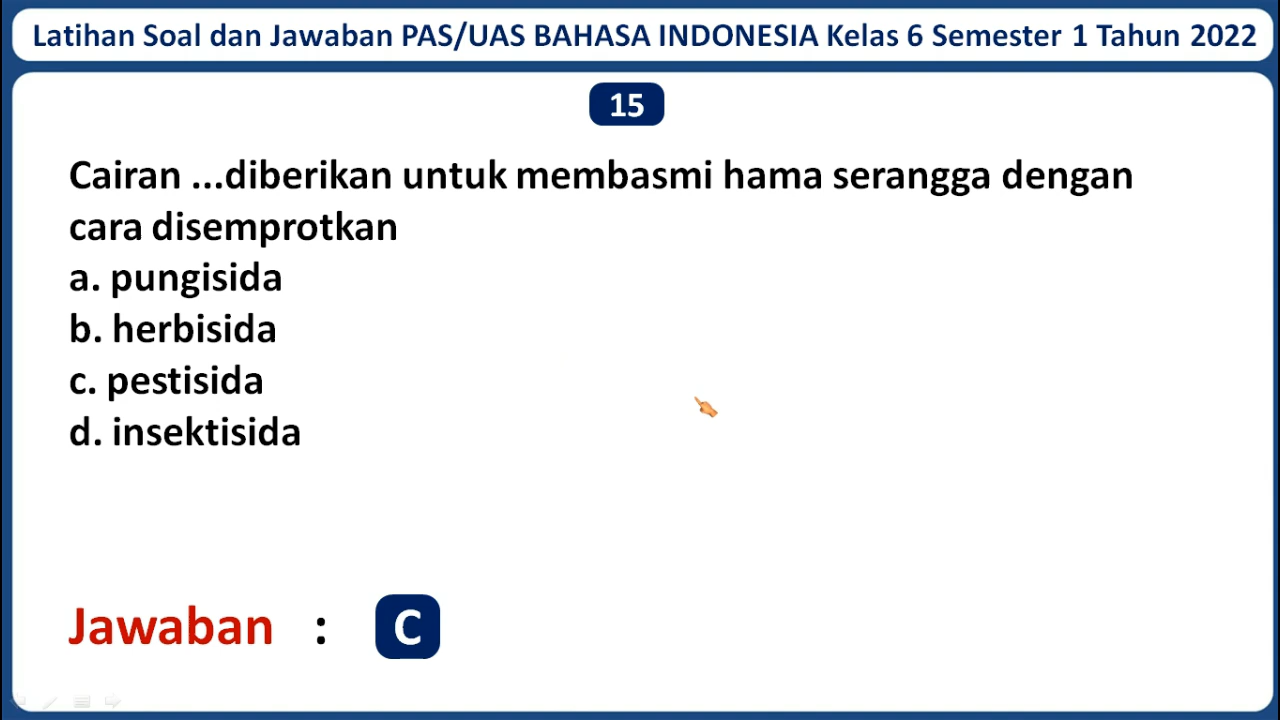 Latihan Soal dan Jawaban PAS/UAS BAHASA INDONESIA Kelas 6 Semester 1 Tahun 2022
15
Cairan ...diberikan untuk membasmi hama serangga dengan
cara disemprotkan
a. pungisida
b. herbisida
c. pestisida
d. insektisida
Jawaban : C